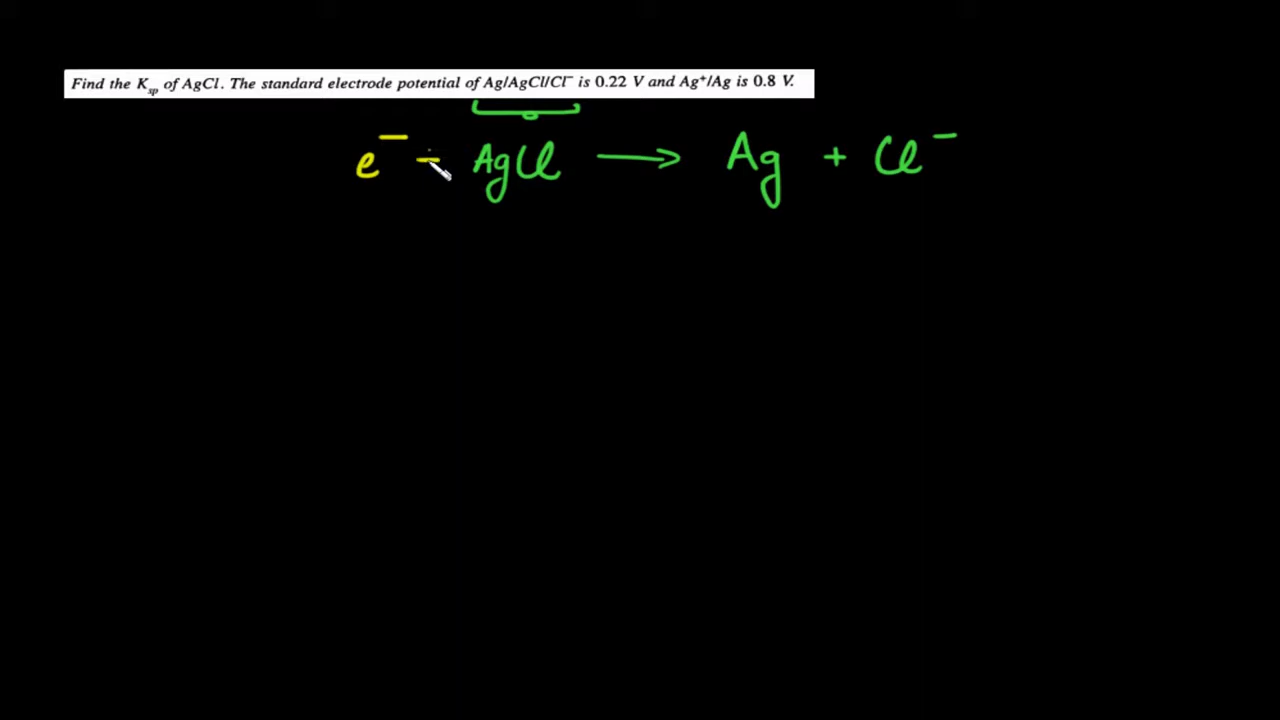 Find the Ksp of AgCl. The standard electrode potential of Ag/AgCl/Cl⁻ is 0.22 V and Ag⁺/Ag is 0.8 V.
e⁻ + AgCl ⟶ Ag + Cl⁻